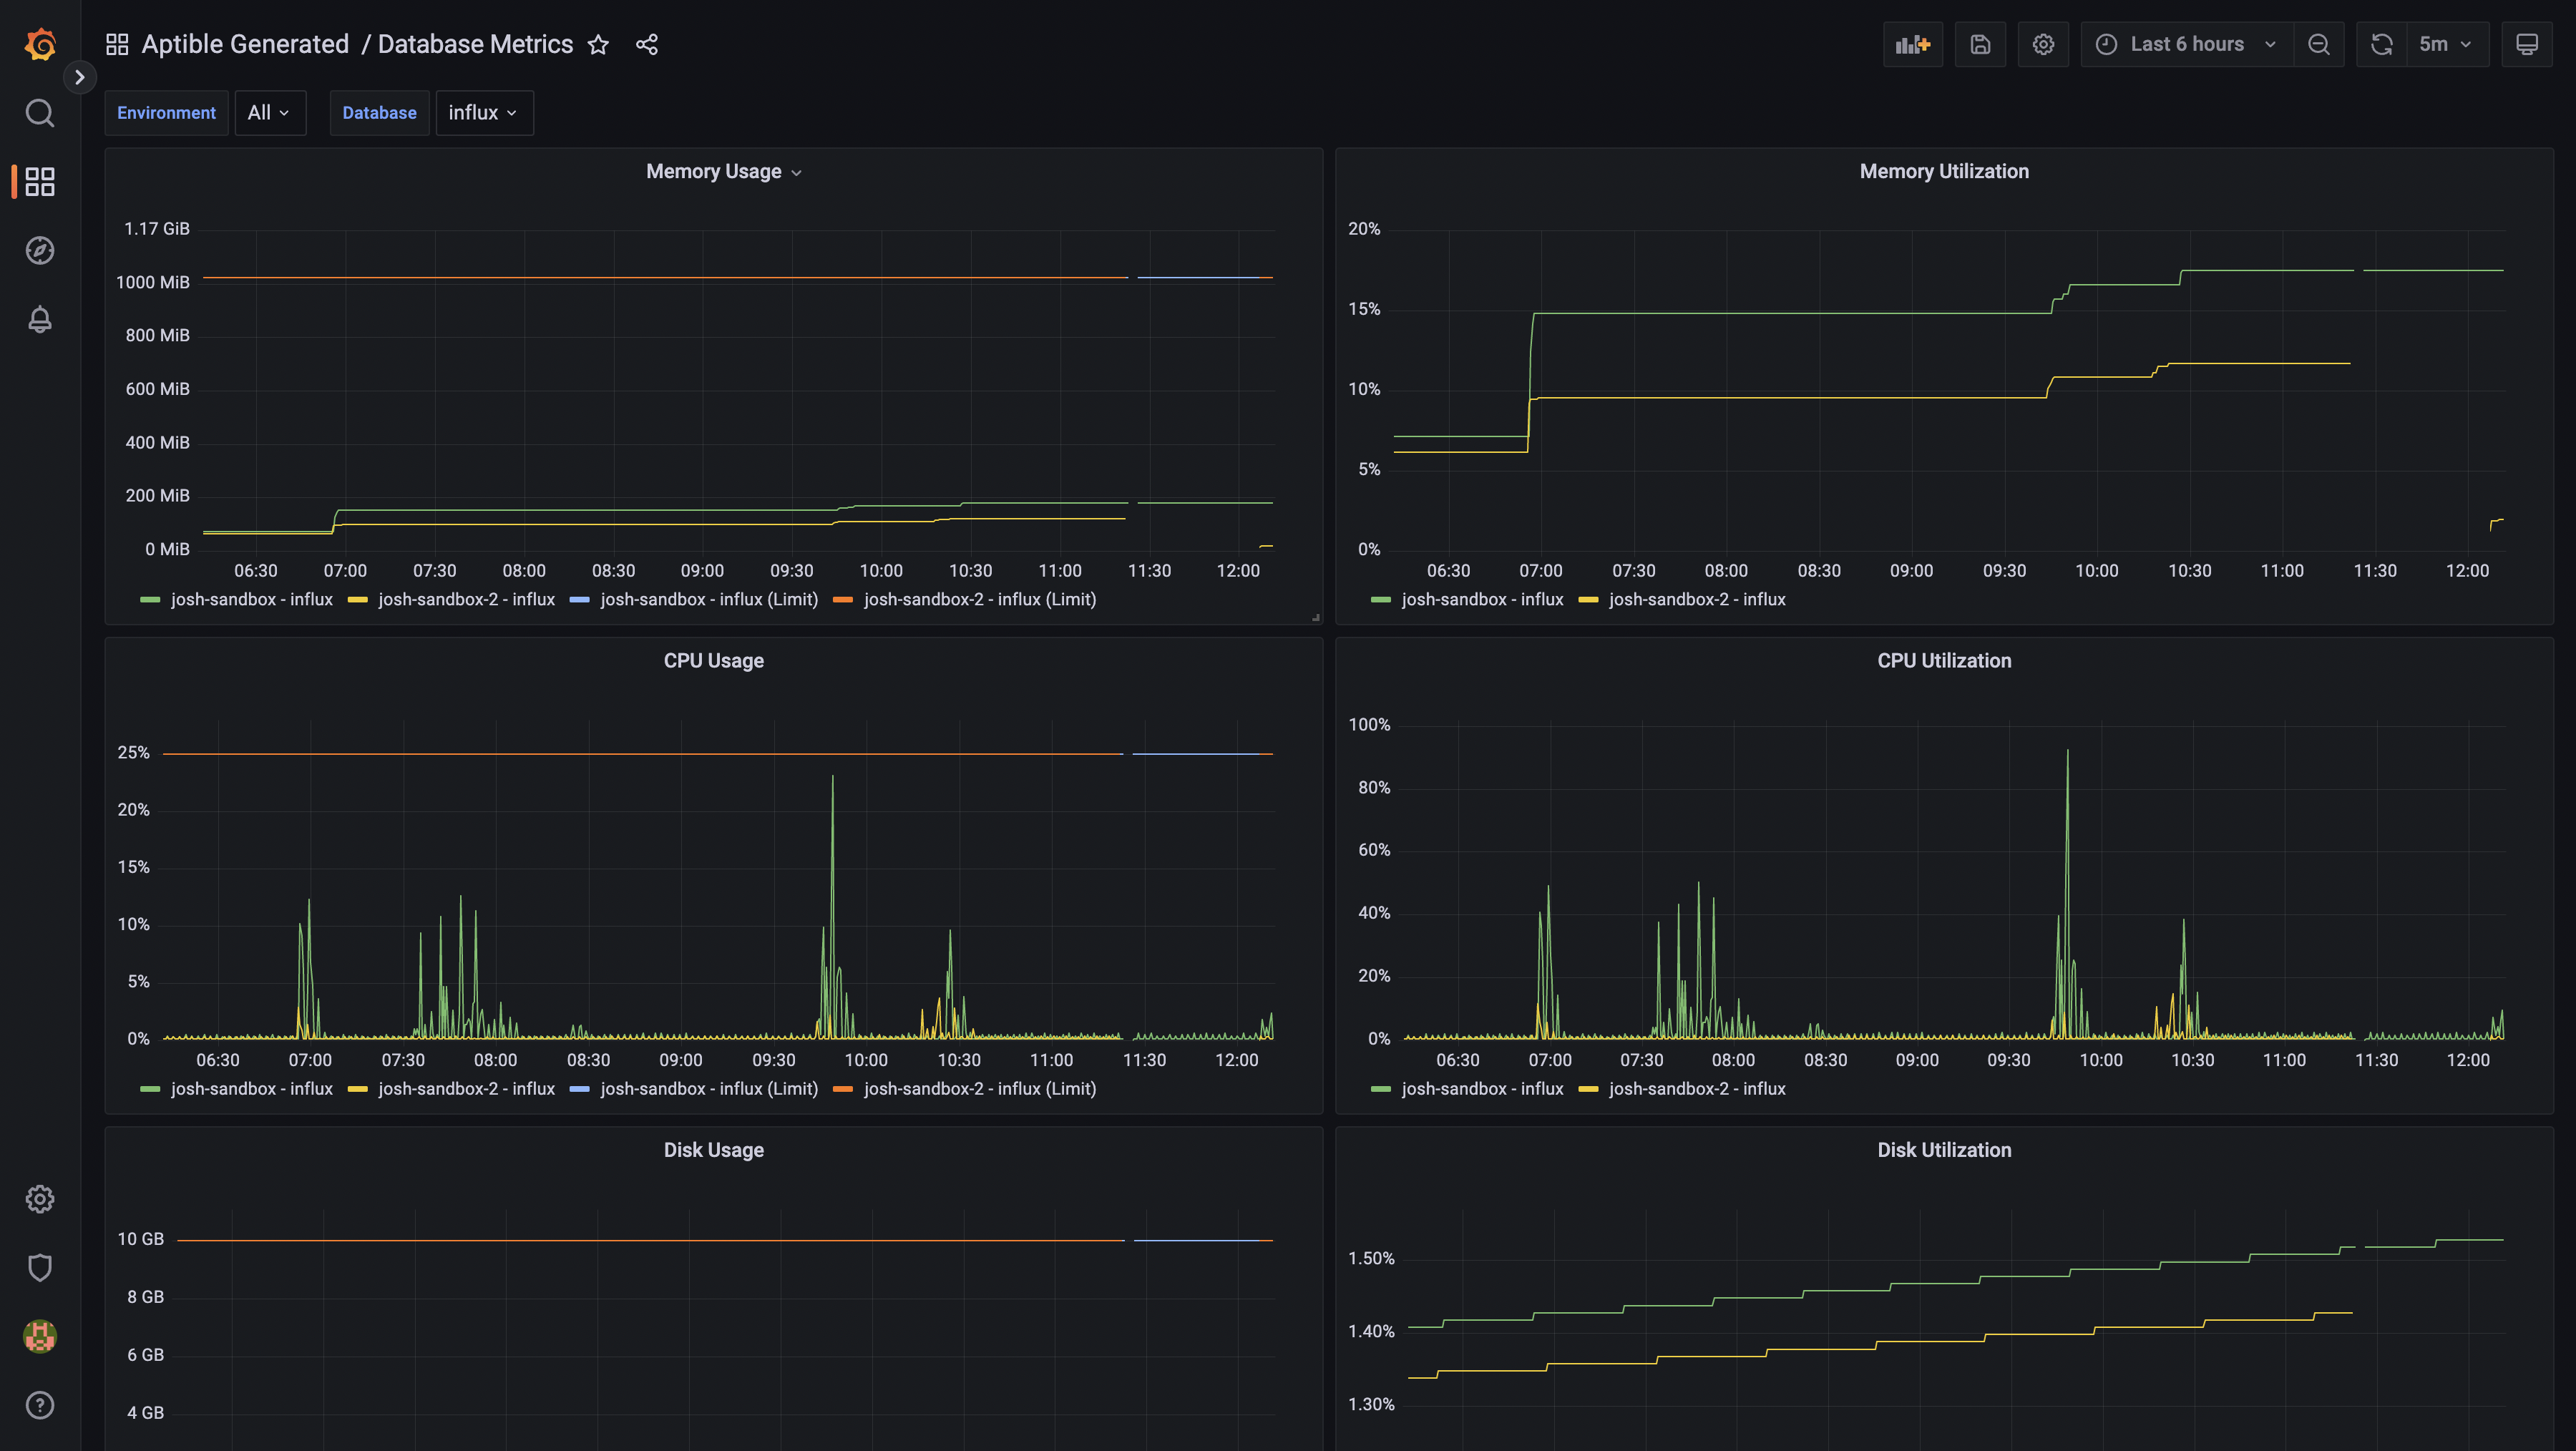 Aptible Generated / Database Metrics
Last 6 hours
5m
Environment All Database influx
Memory Usage
1.17 GiB
1000 MiB
800 MiB
600 MiB
400 MiB
200 MiB
0 MiB
06:30 07:00 07:30 08:00 08:30 09:00 09:30 10:00 10:30 11:00 11:30 12:00
josh-sandbox - influx josh-sandbox-2 - influx josh-sandbox - influx (Limit) josh-sandbox-2 - influx (Limit)
Memory Utilization
20%
15%
10%
5%
0%
06:30 07:00 07:30 08:00 08:30 09:00 09:30 10:00 10:30 11:00 11:30 12:00
josh-sandbox - influx josh-sandbox-2 - influx
CPU Usage
25%
20%
15%
10%
5%
0%
06:30 07:00 07:30 08:00 08:30 09:00 09:30 10:00 10:30 11:00 11:30 12:00
josh-sandbox - influx josh-sandbox-2 - influx josh-sandbox - influx (Limit) josh-sandbox-2 - influx (Limit)
CPU Utilization
100%
80%
60%
40%
20%
0%
06:30 07:00 07:30 08:00 08:30 09:00 09:30 10:00 10:30 11:00 11:30 12:00
josh-sandbox - influx josh-sandbox-2 - influx
Disk Usage
10 GB
8 GB
6 GB
4 GB
Disk Utilization
1.50%
1.40%
1.30%